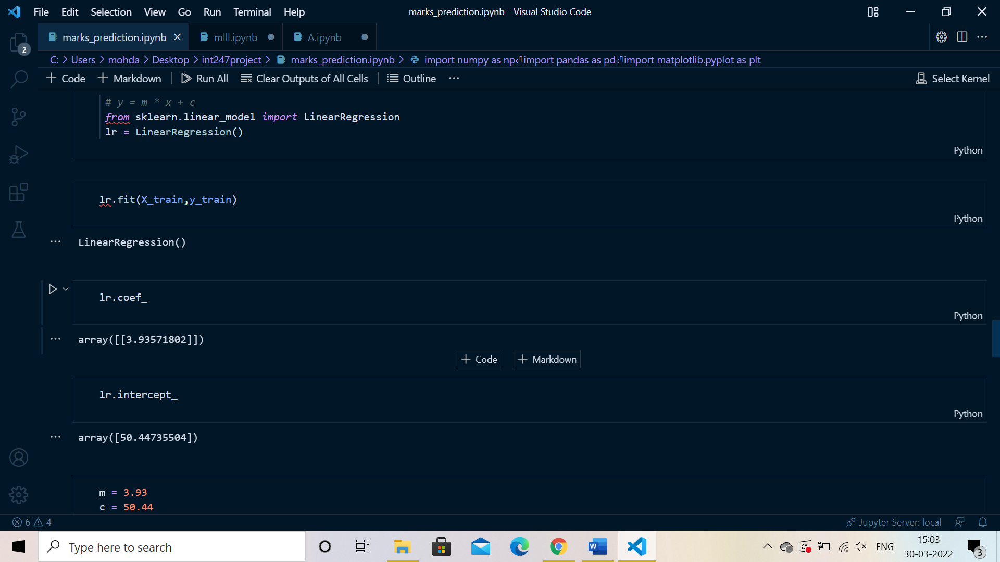 File Edit Selection View Go Run Terminal Help
marks_prediction.ipynb - Visual Studio Code
marks_prediction.ipynb
mlll.ipynb
A.ipynb
2
C: > Users > mohda > Desktop > int247project > marks_prediction.ipynb > import numpy as np⏎import pandas as pd⏎import matplotlib.pyplot as plt
+ Code + Markdown Run All Clear Outputs of All Cells Outline ···
Select Kernel
# y = m * x + c
from sklearn.linear_model import LinearRegression
lr = LinearRegression()
Python
lr.fit(X_train,y_train)
Python
··· LinearRegression()
lr.coef_
Python
··· array([[3.93571802]])
+ Code + Markdown
lr.intercept_
Python
··· array([50.44735504])
m = 3.93
c = 50.44
6 4
Jupyter Server: local
Type here to search
W
ENG
15:03
30-03-2022
3